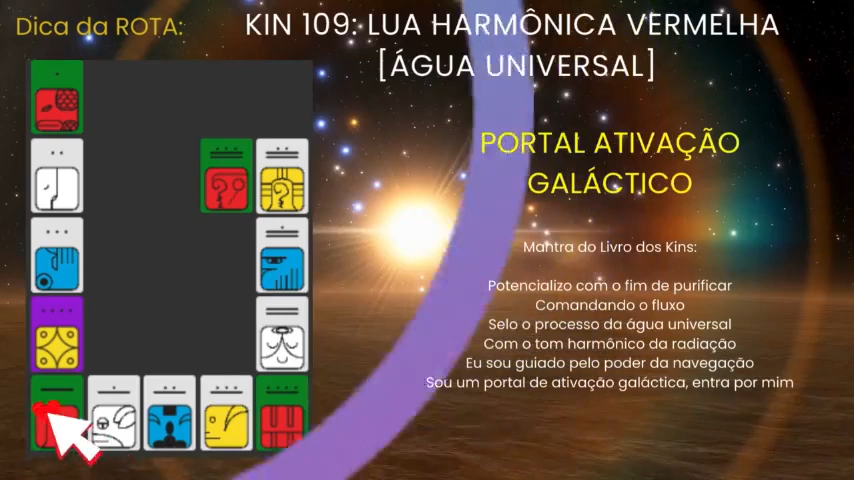 Dica da ROTA:
KIN 109: LUA HARMÔNICA VERMELHA
[ÁGUA UNIVERSAL]
PORTAL ATIVAÇÃO
GALÁCTICO
Mantra do Livro dos Kins:
Potencializo com o fim de purificar
Comandando o fluxo
Selo o processo da água universal
Com o tom harmônico da radiação
Eu sou guiado pelo poder da navegação
Sou um portal de ativação galáctica, entra por mim